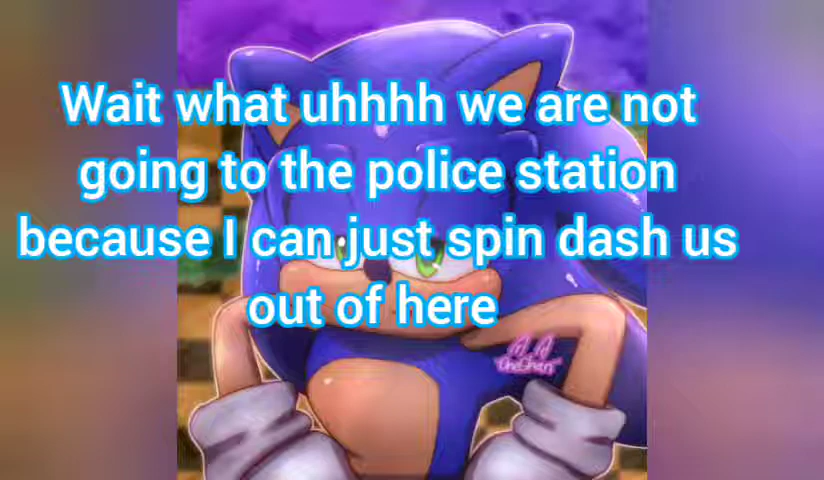 Wait what uhhhh we are not
going to the police station
because I can just spin dash us
out of here